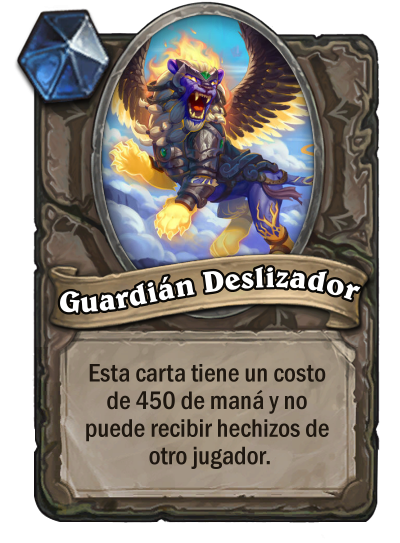 Guardián Deslizador
Esta carta tiene un costo
de 450 de maná y no
puede recibir hechizos de
otro jugador.